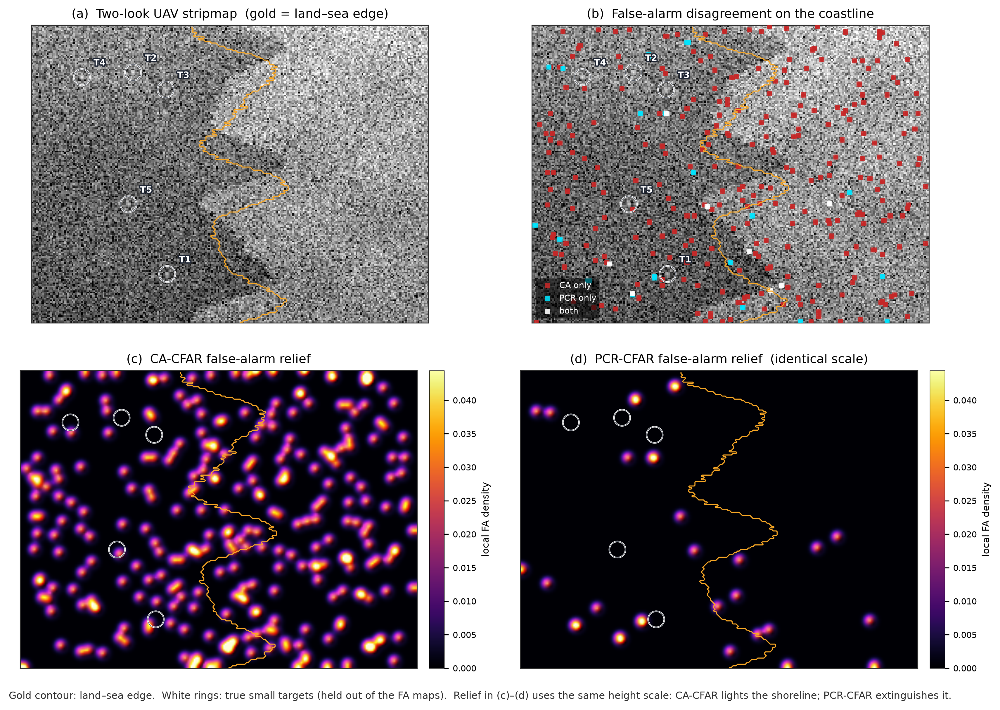 (a)  Two-look UAV stripmap  (gold = land–sea edge)
T4
T2
T3
T5
T1
(b)  False-alarm disagreement on the coastline
T4
T2
T3
T5
T1
CA only
PCR only
both
(c)  CA-CFAR false-alarm relief
0.040
0.035
0.030
0.025
0.020
0.015
0.010
0.005
0.000
local FA density
(d)  PCR-CFAR false-alarm relief  (identical scale)
0.040
0.035
0.030
0.025
0.020
0.015
0.010
0.005
0.000
local FA density
Gold contour: land–sea edge.  White rings: true small targets (held out of the FA maps).  Relief in (c)–(d) uses the same height scale: CA-CFAR lights the shoreline; PCR-CFAR extinguishes it.